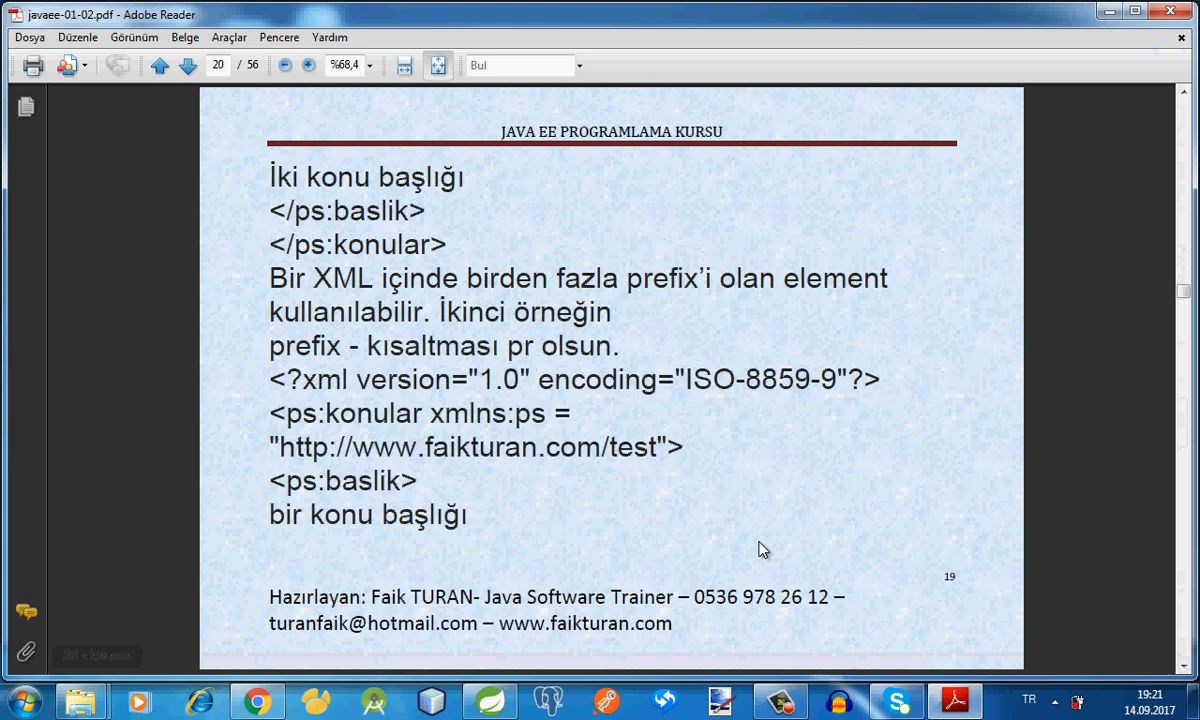 javaee-01-02.pdf - Adobe Reader
Dosya Düzenle Görünüm Belge Araçlar Pencere Yardım
20 / 56 %68,4 Bul
JAVA EE PROGRAMLAMA KURSU
İki konu başlığı
</ps:baslik>
</ps:konular>
Bir XML içinde birden fazla prefix’i olan element
kullanılabilir. İkinci örneğin
prefix - kısaltması pr olsun.
<?xml version="1.0" encoding="ISO-8859-9"?>
<ps:konular xmlns:ps =
"http://www.faikturan.com/test">
<ps:baslik>
bir konu başlığı
19
Hazırlayan: Faik TURAN- Java Software Trainer – 0536 978 26 12 –
turanfaik@hotmail.com – www.faikturan.com
TR
19:21
14.09.2017